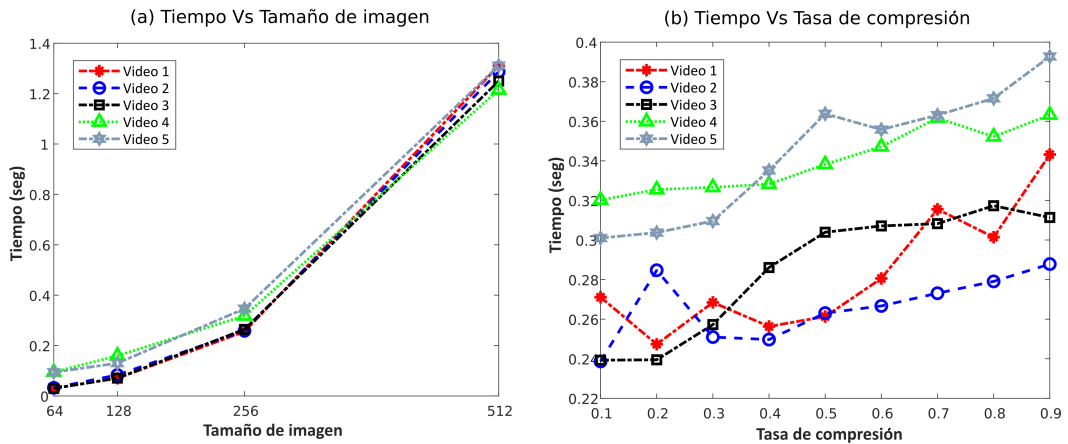 (a) Tiempo Vs Tamaño de imagen
1.4
1.2
1
0.8
0.6
0.4
0.2
0
Tiempo (seg)
Video 1
Video 2
Video 3
Video 4
Video 5
64
128
256
512
Tamaño de imagen
(b) Tiempo Vs Tasa de compresión
0.4
0.38
0.36
0.34
0.32
0.3
0.28
0.26
0.24
0.22
Tiempo (seg)
Video 1
Video 2
Video 3
Video 4
Video 5
0.1
0.2
0.3
0.4
0.5
0.6
0.7
0.8
0.9
Tasa de compresión